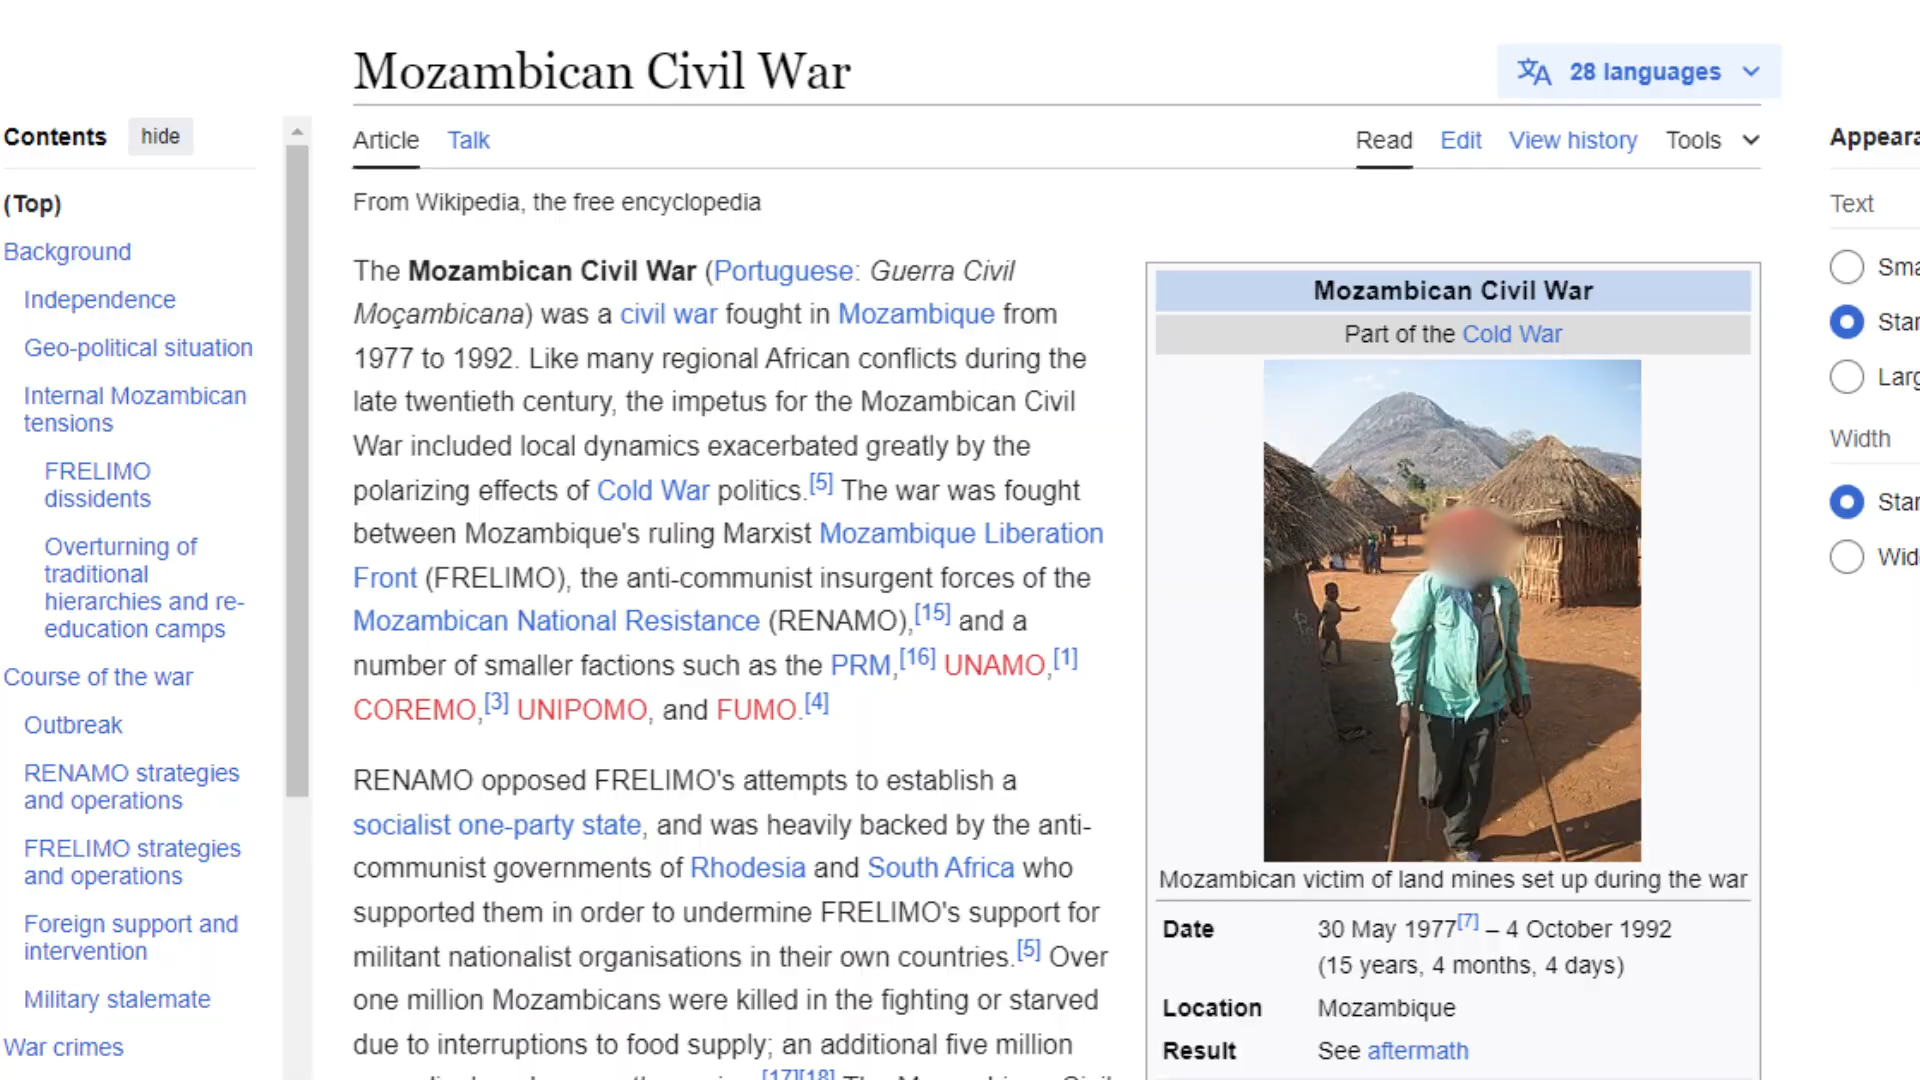 Mozambican Civil War
28 languages
Contents
hide
Article
Talk
Read
Edit
View history
Tools
(Top)
Background
Independence
Geo-political situation
Internal Mozambican
tensions
FRELIMO
dissidents
Overturning of
traditional
hierarchies and re-
education camps
Course of the war
Outbreak
RENAMO strategies
and operations
FRELIMO strategies
and operations
Foreign support and
intervention
Military stalemate
War crimes
From Wikipedia, the free encyclopedia
The Mozambican Civil War (Portuguese: Guerra Civil
Moçambicana) was a civil war fought in Mozambique from
1977 to 1992. Like many regional African conflicts during the
late twentieth century, the impetus for the Mozambican Civil
War included local dynamics exacerbated greatly by the
polarizing effects of Cold War politics.[5] The war was fought
between Mozambique's ruling Marxist Mozambique Liberation
Front (FRELIMO), the anti-communist insurgent forces of the
Mozambican National Resistance (RENAMO),[15] and a
number of smaller factions such as the PRM,[16] UNAMO,[1]
COREMO,[3] UNIPOMO, and FUMO.[4]
RENAMO opposed FRELIMO's attempts to establish a
socialist one-party state, and was heavily backed by the anti-
communist governments of Rhodesia and South Africa who
supported them in order to undermine FRELIMO's support for
militant nationalist organisations in their own countries.[5] Over
one million Mozambicans were killed in the fighting or starved
due to interruptions to food supply; an additional five million
[17][18]
Mozambican Civil War
Part of the Cold War
Mozambican victim of land mines set up during the war
Date 30 May 1977[7] – 4 October 1992
(15 years, 4 months, 4 days)
Location Mozambique
Result See aftermath
Appeara
Text
Sma
Star
Larg
Width
Star
Wid